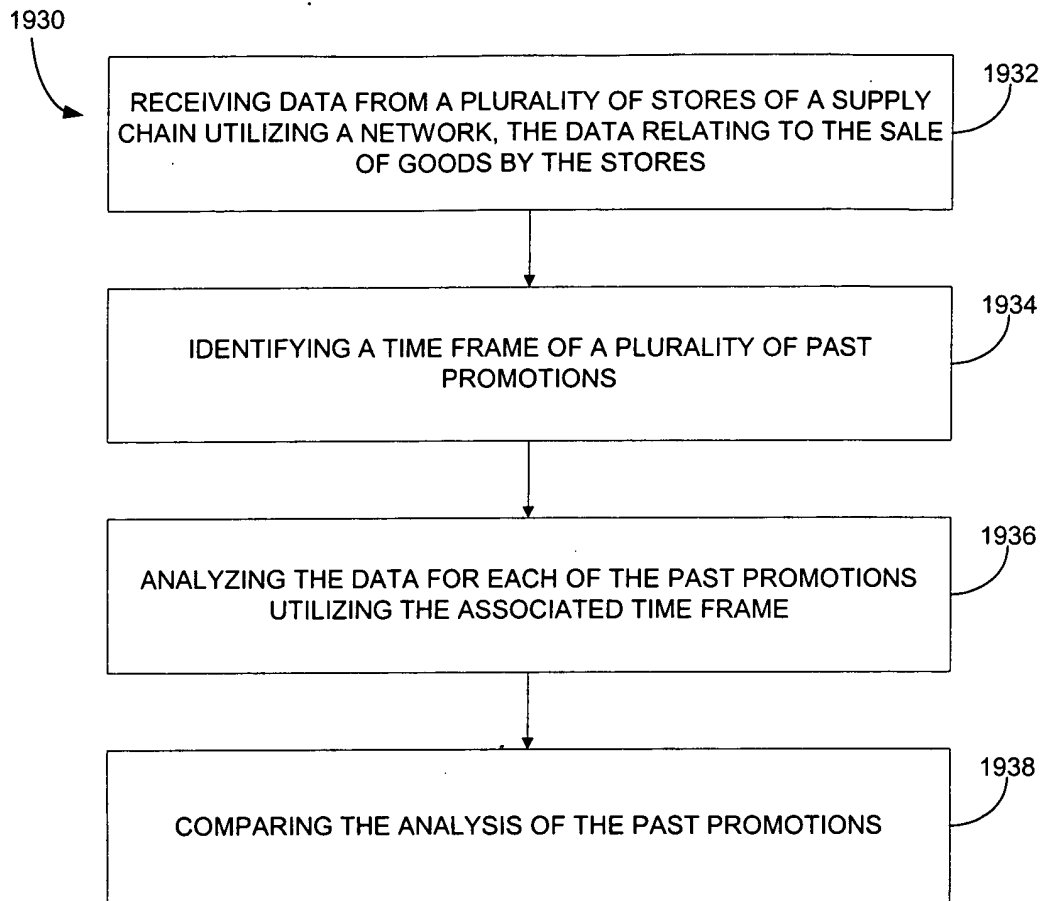 1930
1932
RECEIVING DATA FROM A PLURALITY OF STORES OF A SUPPLY
CHAIN UTILIZING A NETWORK, THE DATA RELATING TO THE SALE
OF GOODS BY THE STORES
1934
IDENTIFYING A TIME FRAME OF A PLURALITY OF PAST
PROMOTIONS
1936
ANALYZING THE DATA FOR EACH OF THE PAST PROMOTIONS
UTILIZING THE ASSOCIATED TIME FRAME
1938
COMPARING THE ANALYSIS OF THE PAST PROMOTIONS